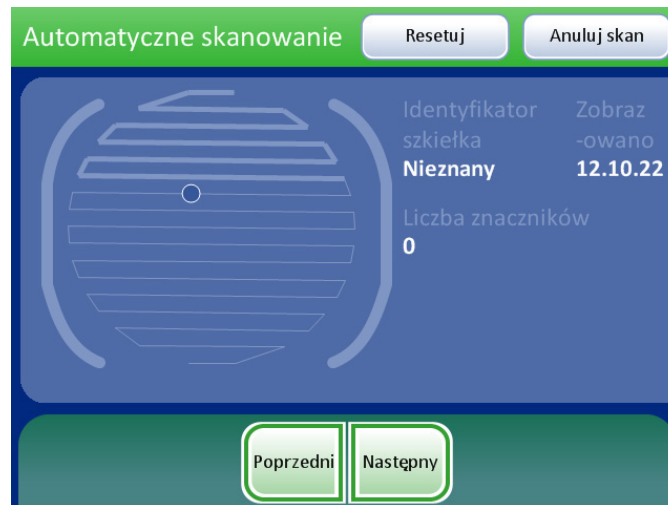 Automatyczne skanowanie
Resetuj
Anuluj skan
Identyfikator
szkiełka
Nieznany
Zobraz
-owano
12.10.22
Liczba znaczników
0
Poprzedni
Następny